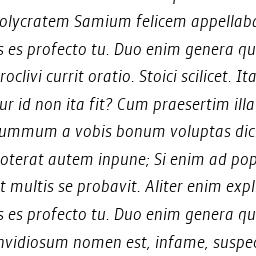 olycratem Samium felicem appellab
s es profecto tu. Duo enim genera qu
roclivi currit oratio. Stoici scilicet. Ita
ur id non ita fit? Cum praesertim illa
ummum a vobis bonum voluptas dic
oterat autem inpune; Si enim ad pop
t multis se probavit. Aliter enim expl
s es profecto tu. Duo enim genera qu
nvidiosum nomen est, infame, suspec